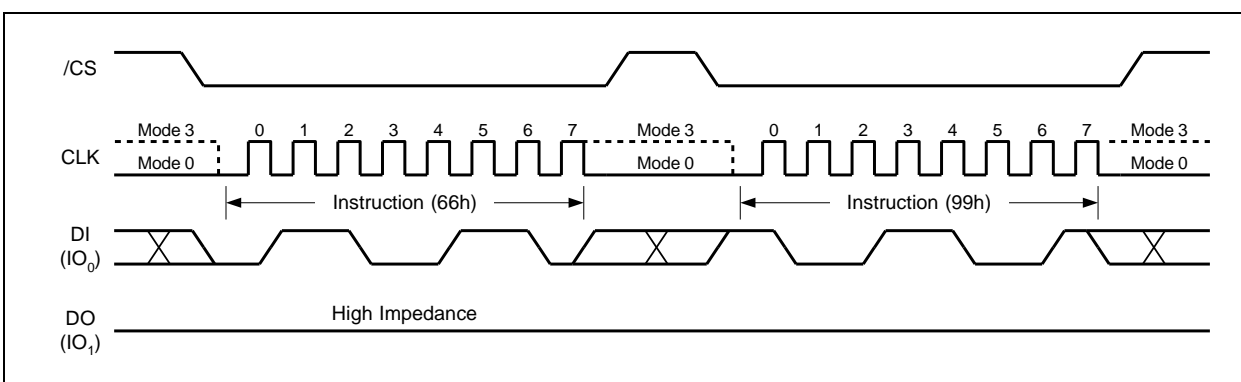 /CS
Mode 3 0 1 2 3 4 5 6 7 Mode 3 0 1 2 3 4 5 6 7 Mode 3
CLK
Mode 0 Mode 0 Mode 0
Instruction (66h) Instruction (99h)
DI
(IO₀)
High Impedance
DO
(IO₁)